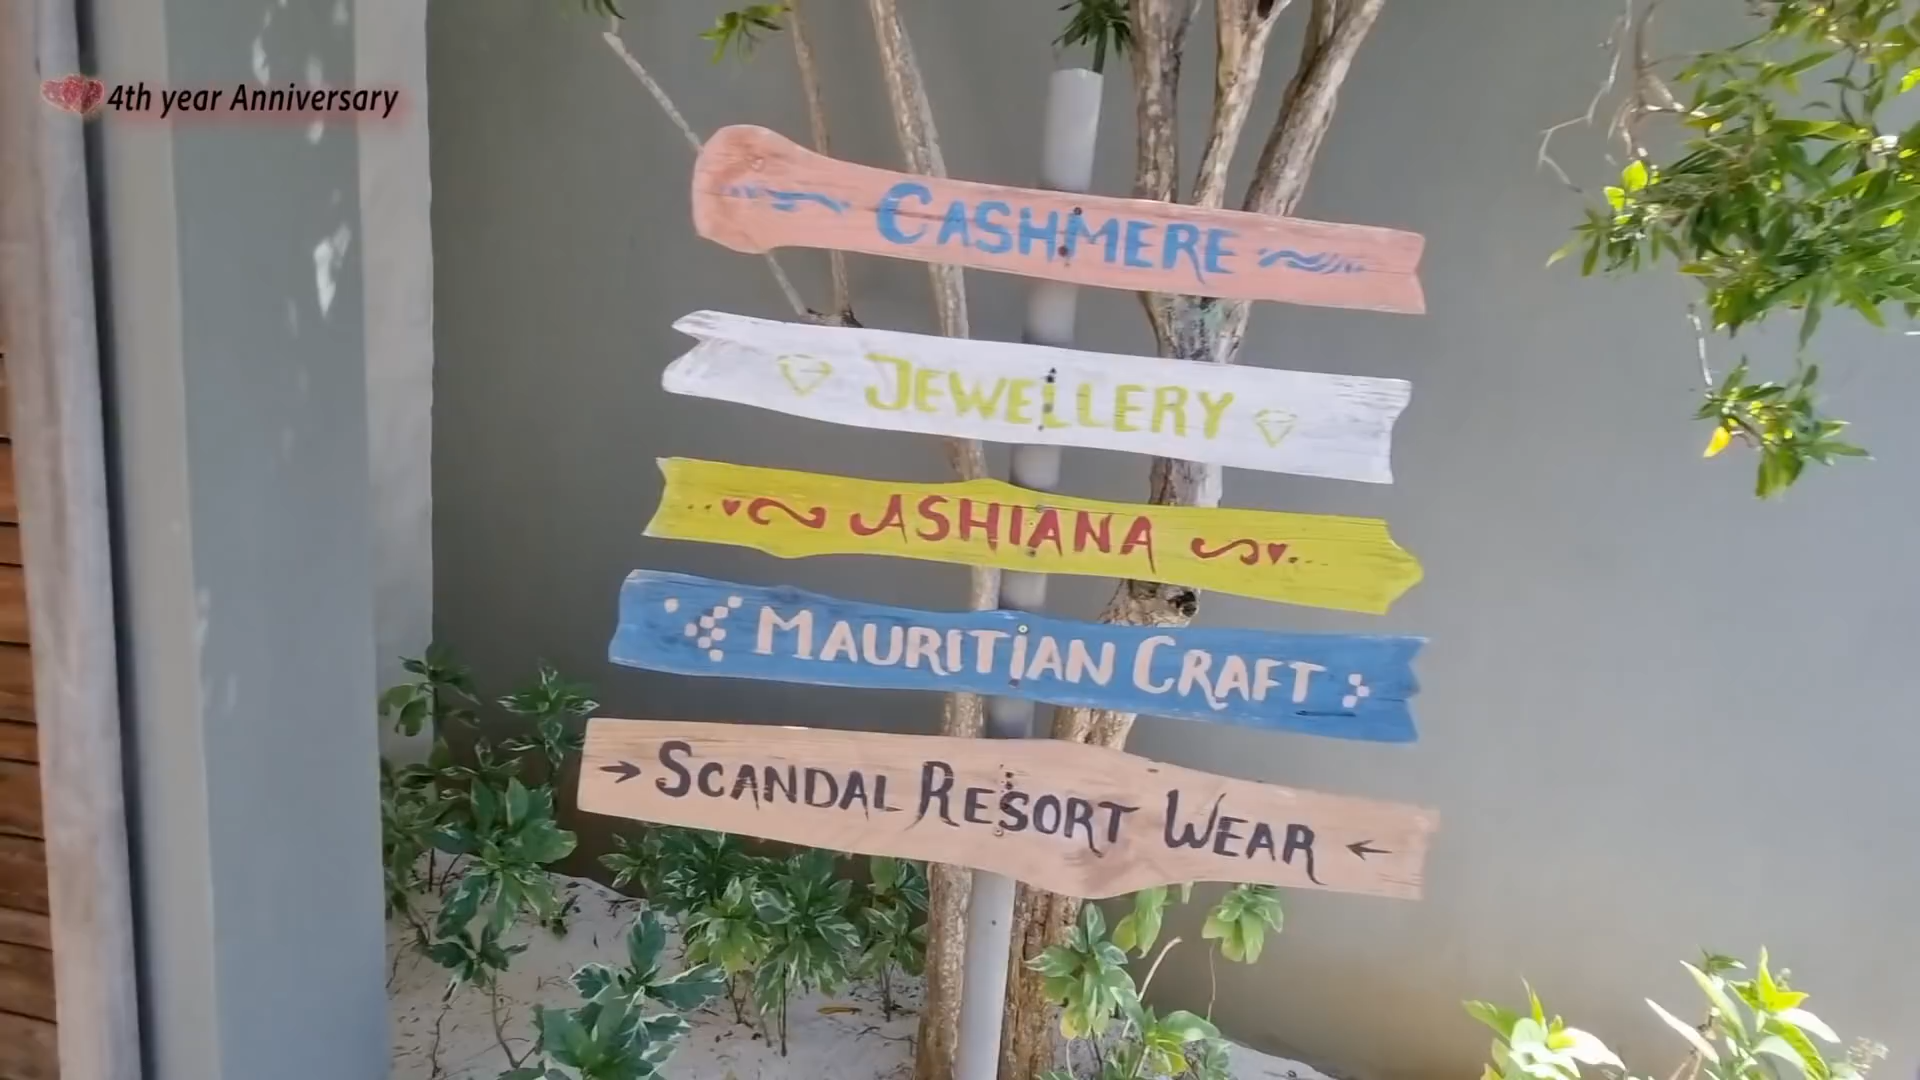 4th year Anniversary
CASHMERE
JEWELLERY
ASHIANA
MAURITIAN CRAFT
SCANDAL RESORT WEAR